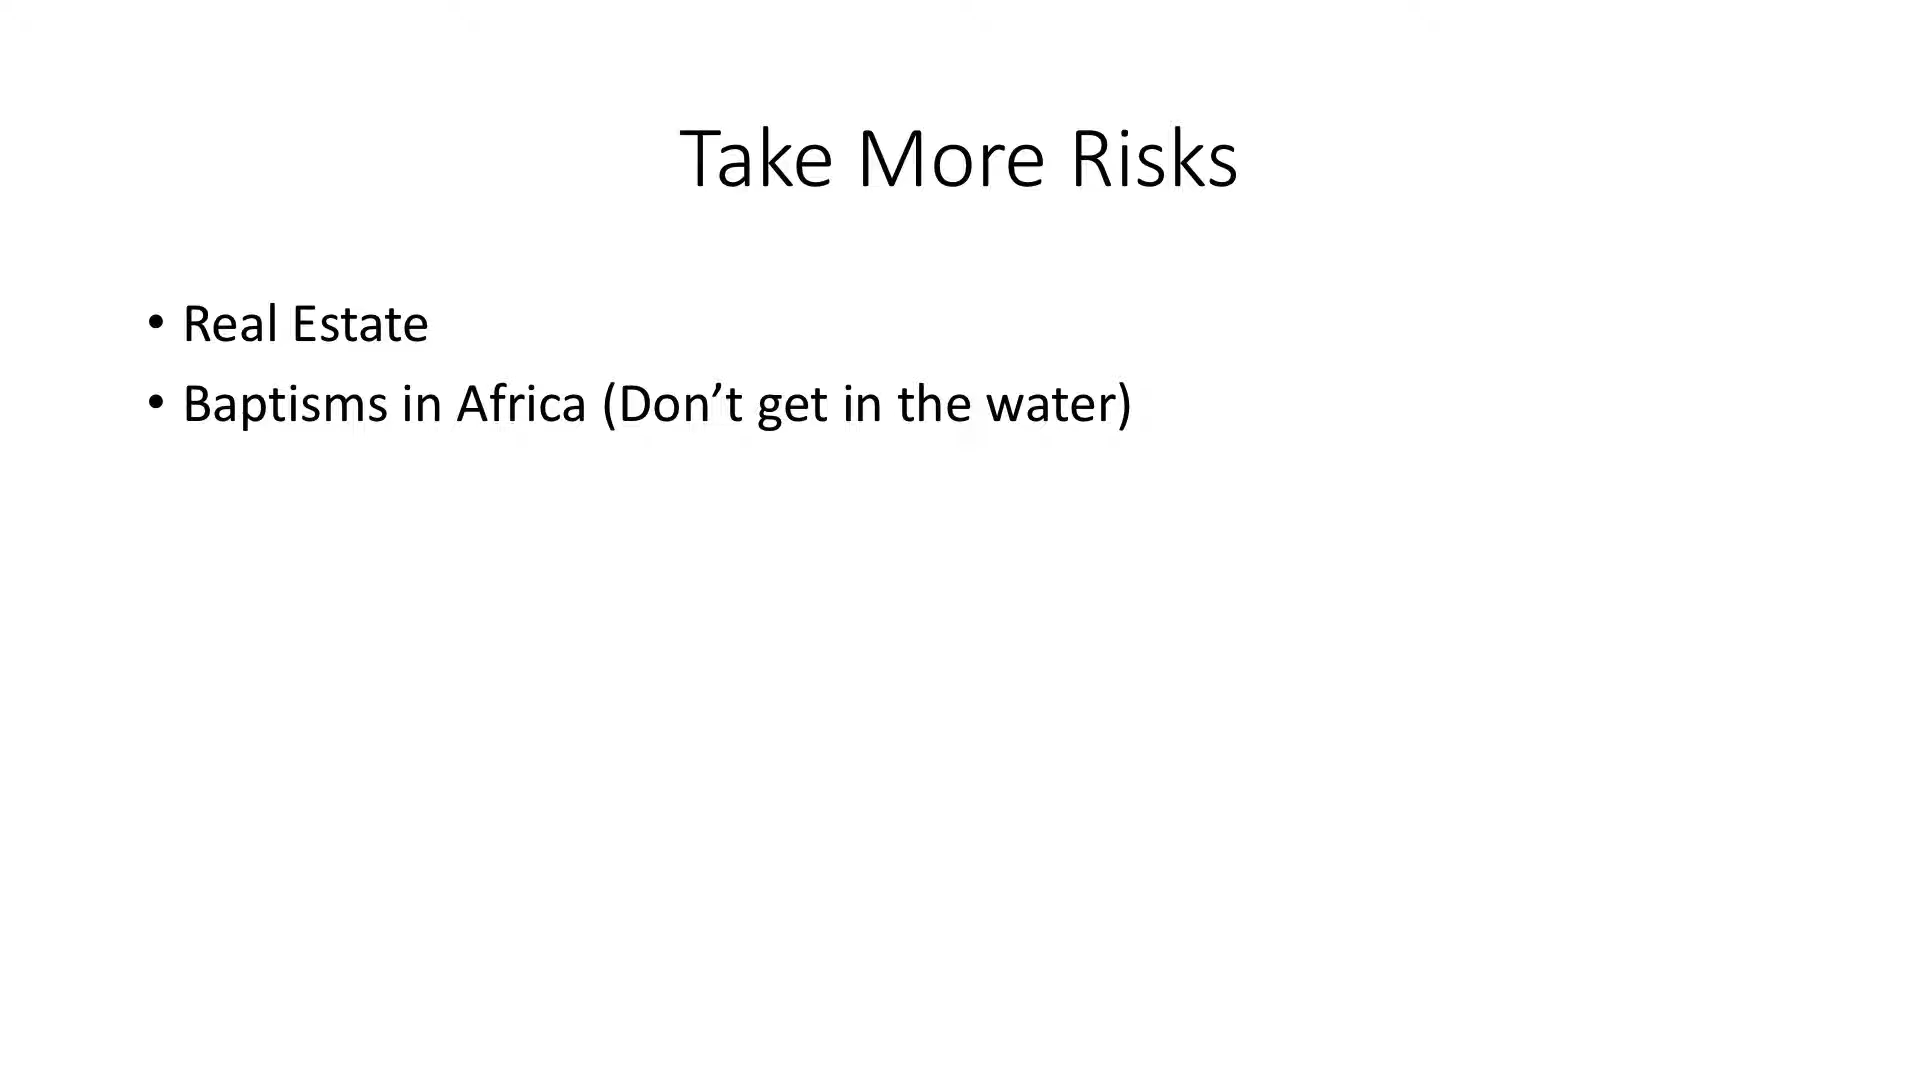 Take More Risks
• Real Estate
• Baptisms in Africa (Don’t get in the water)